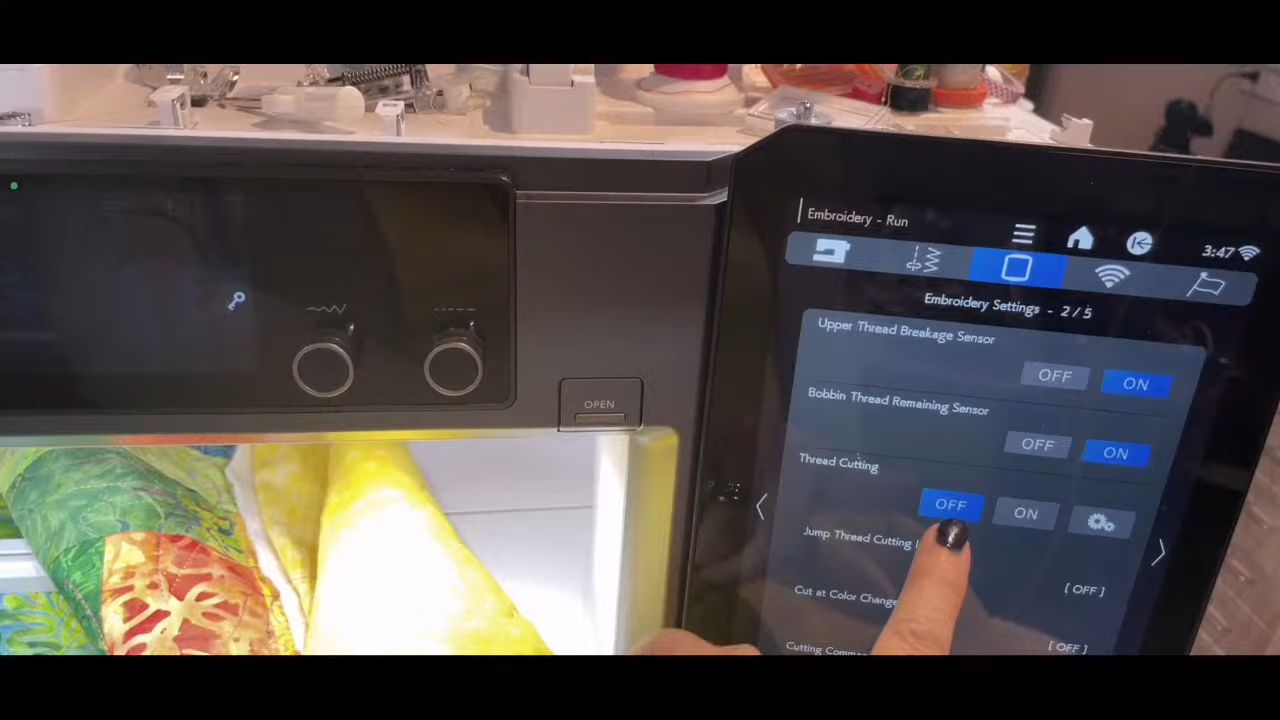 Embroidery - Run
3:47
Embroidery Settings - 2/5
Upper Thread Breakage Sensor
OFF ON
Bobbin Thread Remaining Sensor
OFF ON
Thread Cutting
OFF ON
Jump Thread Cutting
[ OFF ]
Cut at Color Change
[ OFF ]
Cutting
OPEN